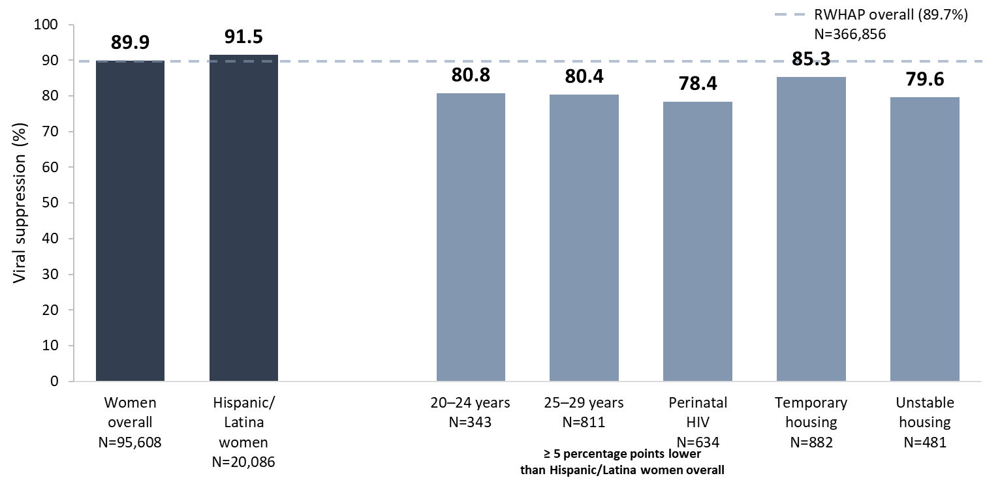 RWHAP overall (89.7%)
N=366,856
Viral suppression (%)
100
90
80
70
60
50
40
30
20
10
0
89.9
91.5
80.8
80.4
78.4
85.3
79.6
Women
overall
N=95,608
Hispanic/
Latina
women
N=20,086
20–24 years
N=343
25–29 years
N=811
Perinatal
HIV
N=634
Temporary
housing
N=882
Unstable
housing
N=481
≥ 5 percentage points lower
than Hispanic/Latina women overall